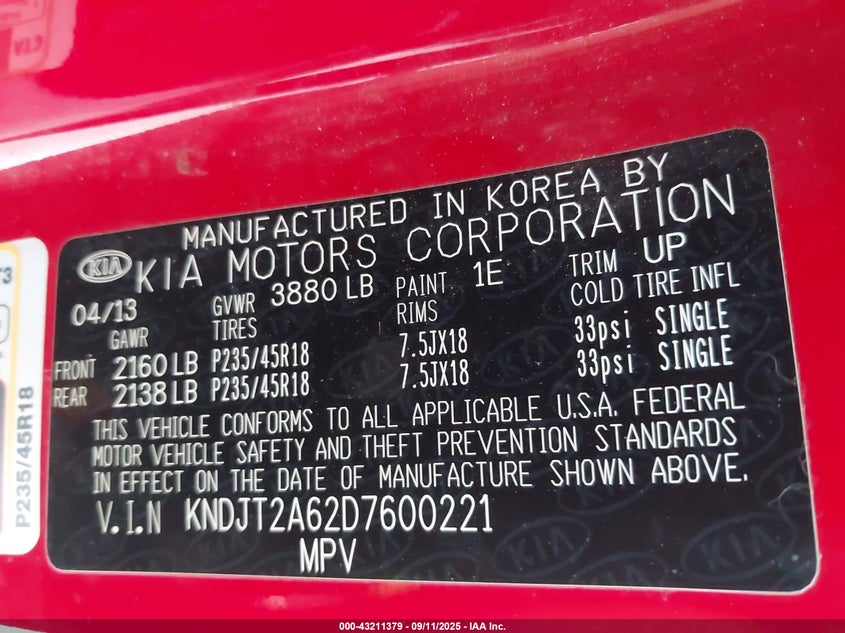 MANUFACTURED IN KOREA BY
KIA KIA MOTORS CORPORATION
04/13 GVWR 3880 LB PAINT 1E TRIM UP
GAWR TIRES RIMS COLD TIRE INFL
FRONT 2160 LB P235/45R18 7.5JX18 33psi SINGLE
REAR 2138 LB P235/45R18 7.5JX18 33psi SINGLE
THIS VEHICLE CONFORMS TO ALL APPLICABLE U.S.A. FEDERAL
MOTOR VEHICLE SAFETY AND THEFT PREVENTION STANDARDS
IN EFFECT ON THE DATE OF MANUFACTURE SHOWN ABOVE.
V.I.N KNDJT2A62D7600221
MPV
P235/45R18
000-43211379 - 09/11/2025 - IAA Inc.